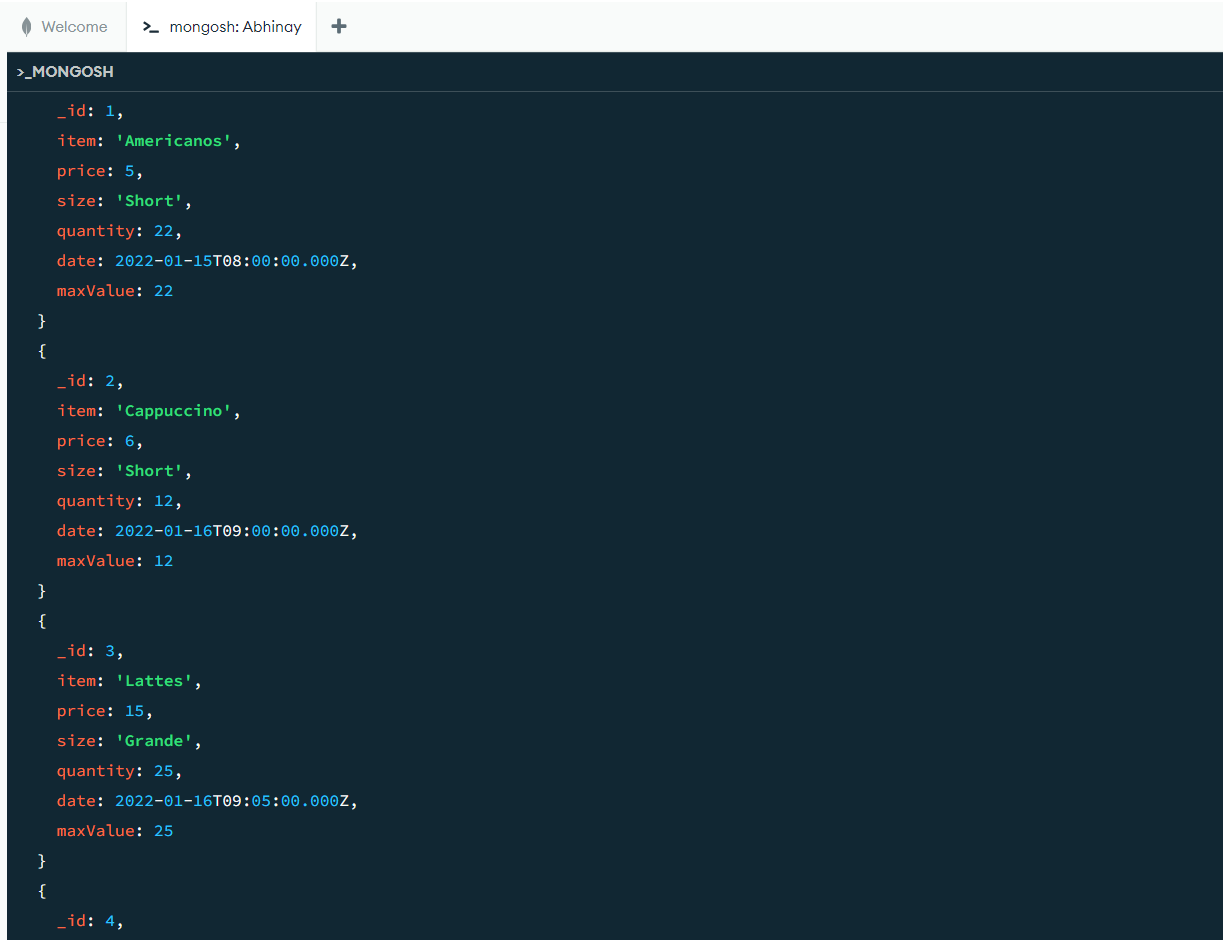 Welcome
>_ mongosh: Abhinay
+
>_MONGOSH
_id: 1,
item: 'Americanos',
price: 5,
size: 'Short',
quantity: 22,
date: 2022-01-15T08:00:00.000Z,
maxValue: 22
}
{
_id: 2,
item: 'Cappuccino',
price: 6,
size: 'Short',
quantity: 12,
date: 2022-01-16T09:00:00.000Z,
maxValue: 12
}
{
_id: 3,
item: 'Lattes',
price: 15,
size: 'Grande',
quantity: 25,
date: 2022-01-16T09:05:00.000Z,
maxValue: 25
}
{
_id: 4,